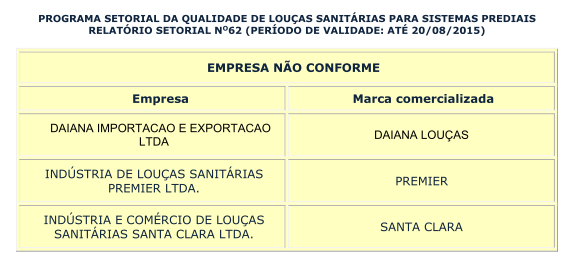 PROGRAMA SETORIAL DA QUALIDADE DE LOUÇAS SANITÁRIAS PARA SISTEMAS PREDIAIS
RELATÓRIO SETORIAL Nº62 (PERÍODO DE VALIDADE: ATÉ 20/08/2015)
EMPRESA NÃO CONFORME
Empresa
Marca comercializada
DAIANA IMPORTACAO E EXPORTACAO
LTDA
DAIANA LOUÇAS
INDÚSTRIA DE LOUÇAS SANITÁRIAS
PREMIER LTDA.
PREMIER
INDÚSTRIA E COMÉRCIO DE LOUÇAS
SANITÁRIAS SANTA CLARA LTDA.
SANTA CLARA